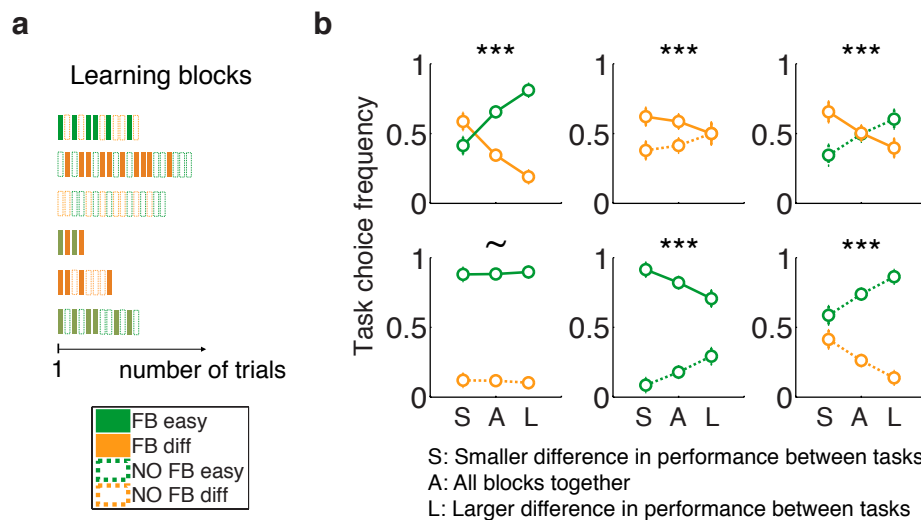 a
Learning blocks
1
number of trials
FB easy
FB diff
NO FB easy
NO FB diff
b
Task choice frequency
***
1
0.5
0
***
1
0.5
0
***
1
0.5
0
~
1
0.5
0
S A L
***
1
0.5
0
S A L
***
1
0.5
0
S A L
S: Smaller difference in performance between tasks
A: All blocks together
L: Larger difference in performance between tasks